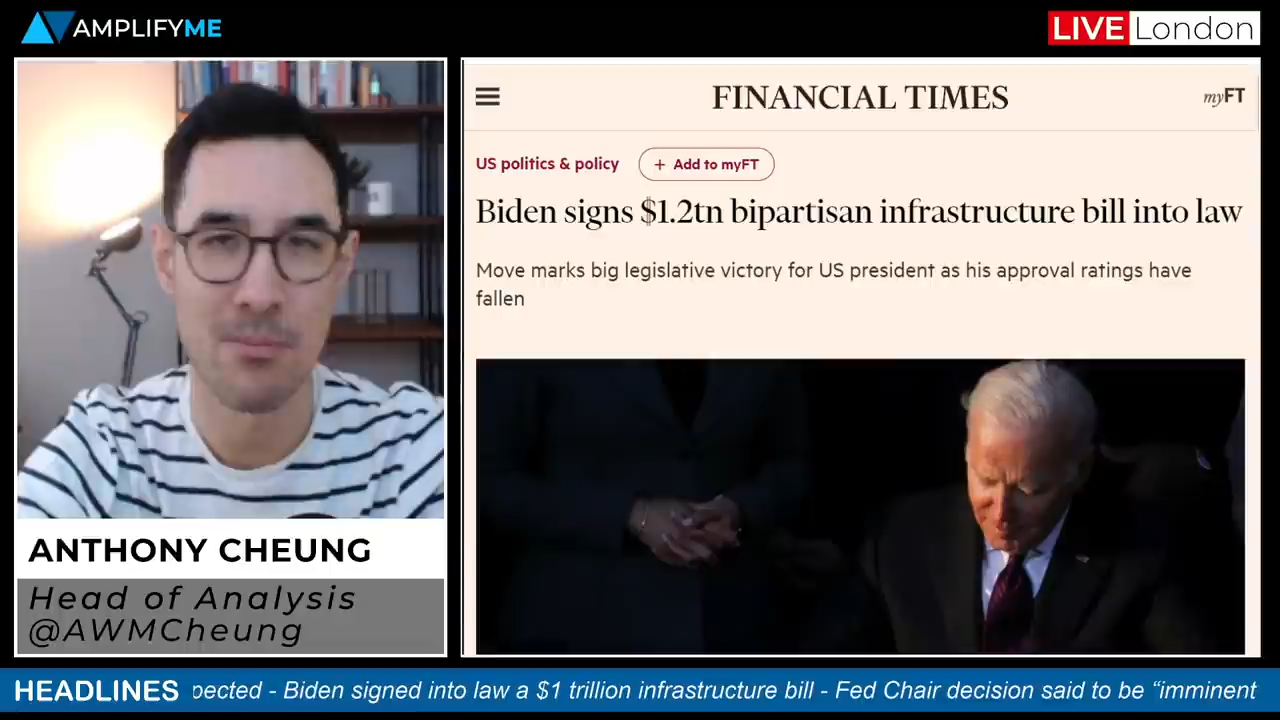 AMPLIFYME
LIVE London
FINANCIAL TIMES
myFT
US politics & policy
+ Add to myFT
Biden signs $1.2tn bipartisan infrastructure bill into law
Move marks big legislative victory for US president as his approval ratings have
fallen
ANTHONY CHEUNG
Head of Analysis
@AWMCheung
HEADLINES pected - Biden signed into law a $1 trillion infrastructure bill - Fed Chair decision said to be “imminent